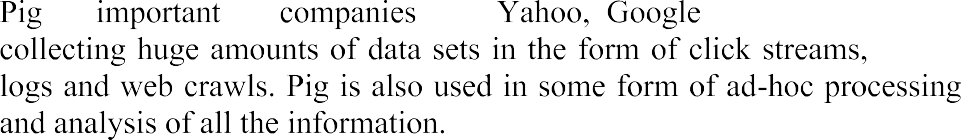 Pig important companies Yahoo, Google
collecting huge amounts of data sets in the form of click streams,
logs and web crawls. Pig is also used in some form of ad-hoc processing
and analysis of all the information.